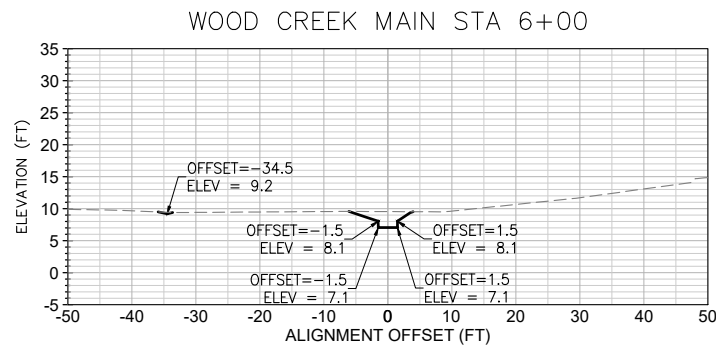 WOOD CREEK MAIN STA 6+00
35
30
25
20
15
10
5
0
-5
ELEVATION (FT)
OFFSET=-34.5
ELEV = 9.2
OFFSET=-1.5
ELEV = 8.1
OFFSET=1.5
ELEV = 8.1
OFFSET=-1.5
ELEV = 7.1
OFFSET=1.5
ELEV = 7.1
-50 -40 -30 -20 -10 0 10 20 30 40 50
ALIGNMENT OFFSET (FT)